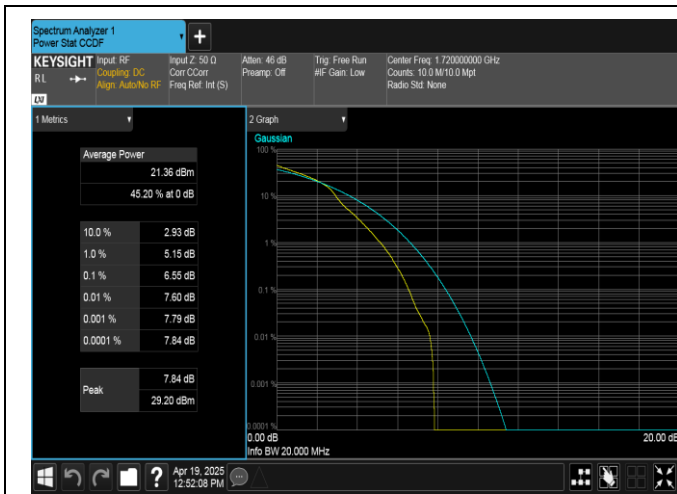 Spectrum Analyzer 1
Power Stat CCDF
+
KEYSIGHT
RL
LXI
Input: RF
Coupling: DC
Align: Auto/No RF
Input Z: 50 Ω
Corr CCorr
Freq Ref: Int (S)
Atten: 46 dB
Preamp: Off
Trig: Free Run
#IF Gain: Low
Center Freq: 1.720000000 GHz
Counts: 10.0 M/10.0 Mpt
Radio Std: None
1 Metrics
Average Power
21.36 dBm
45.20 % at 0 dB
10.0 % 2.93 dB
1.0 % 5.15 dB
0.1 % 6.55 dB
0.01 % 7.60 dB
0.001 % 7.79 dB
0.0001 % 7.84 dB
Peak
7.84 dB
29.20 dBm
2 Graph
Gaussian
100 %
10 %
1 %
0.1 %
0.01 %
0.001 %
0.0001 %
0.00 dB
20.00 dB
Info BW 20.000 MHz
?
Apr 19, 2025
12:52:08 PM